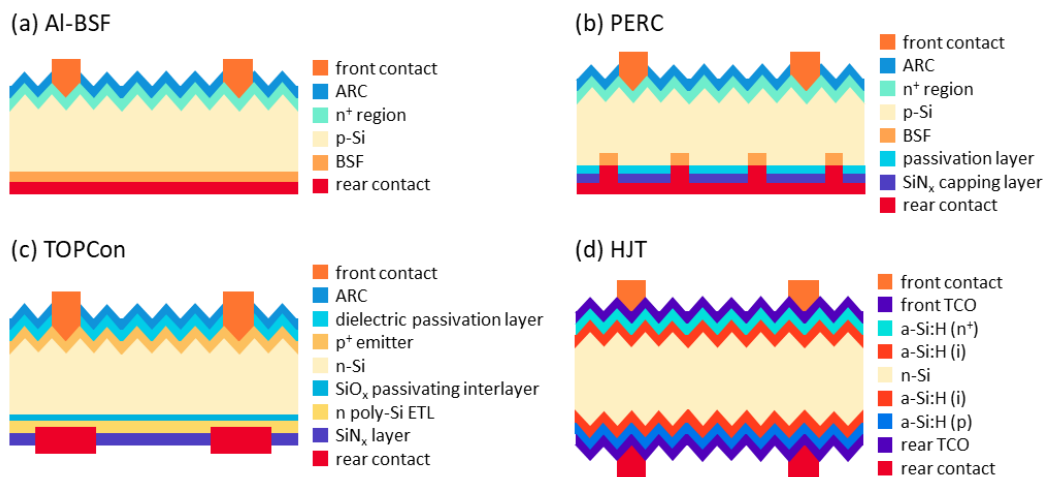 (a) Al-BSF
front contact
ARC
n⁺ region
p-Si
BSF
rear contact
(b) PERC
front contact
ARC
n⁺ region
p-Si
BSF
passivation layer
SiNₓ capping layer
rear contact
(c) TOPCon
front contact
ARC
dielectric passivation layer
p⁺ emitter
n-Si
SiOₓ passivating interlayer
n poly-Si ETL
SiNₓ layer
rear contact
(d) HJT
front contact
front TCO
a-Si:H (n⁺)
a-Si:H (i)
n-Si
a-Si:H (i)
a-Si:H (p)
rear TCO
rear contact